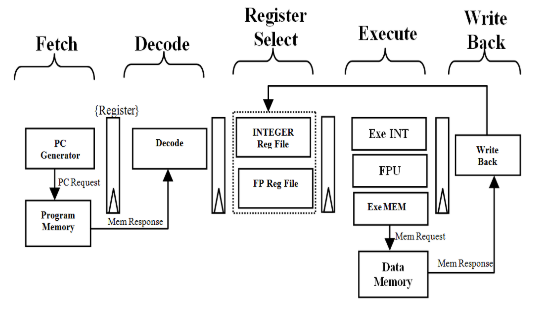 Fetch
Decode
Register
Select
Execute
Write
Back
{Register}
PC
Generator
PC Request
Program
Memory
Mem Response
Decode
INTEGER
Reg File
FP Reg File
Exe INT
FPU
Exe MEM
Mem Request
Data
Memory
Mem Response
Write
Back